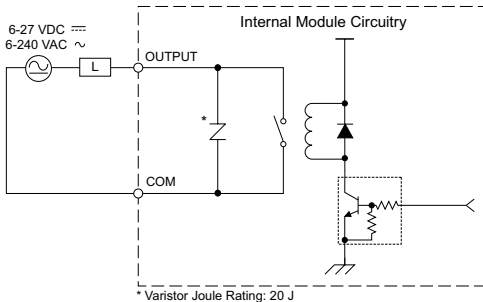 Internal Module Circuitry
6-27 VDC ⎓
6-240 VAC ∿
L
OUTPUT
*
COM
* Varistor Joule Rating: 20 J